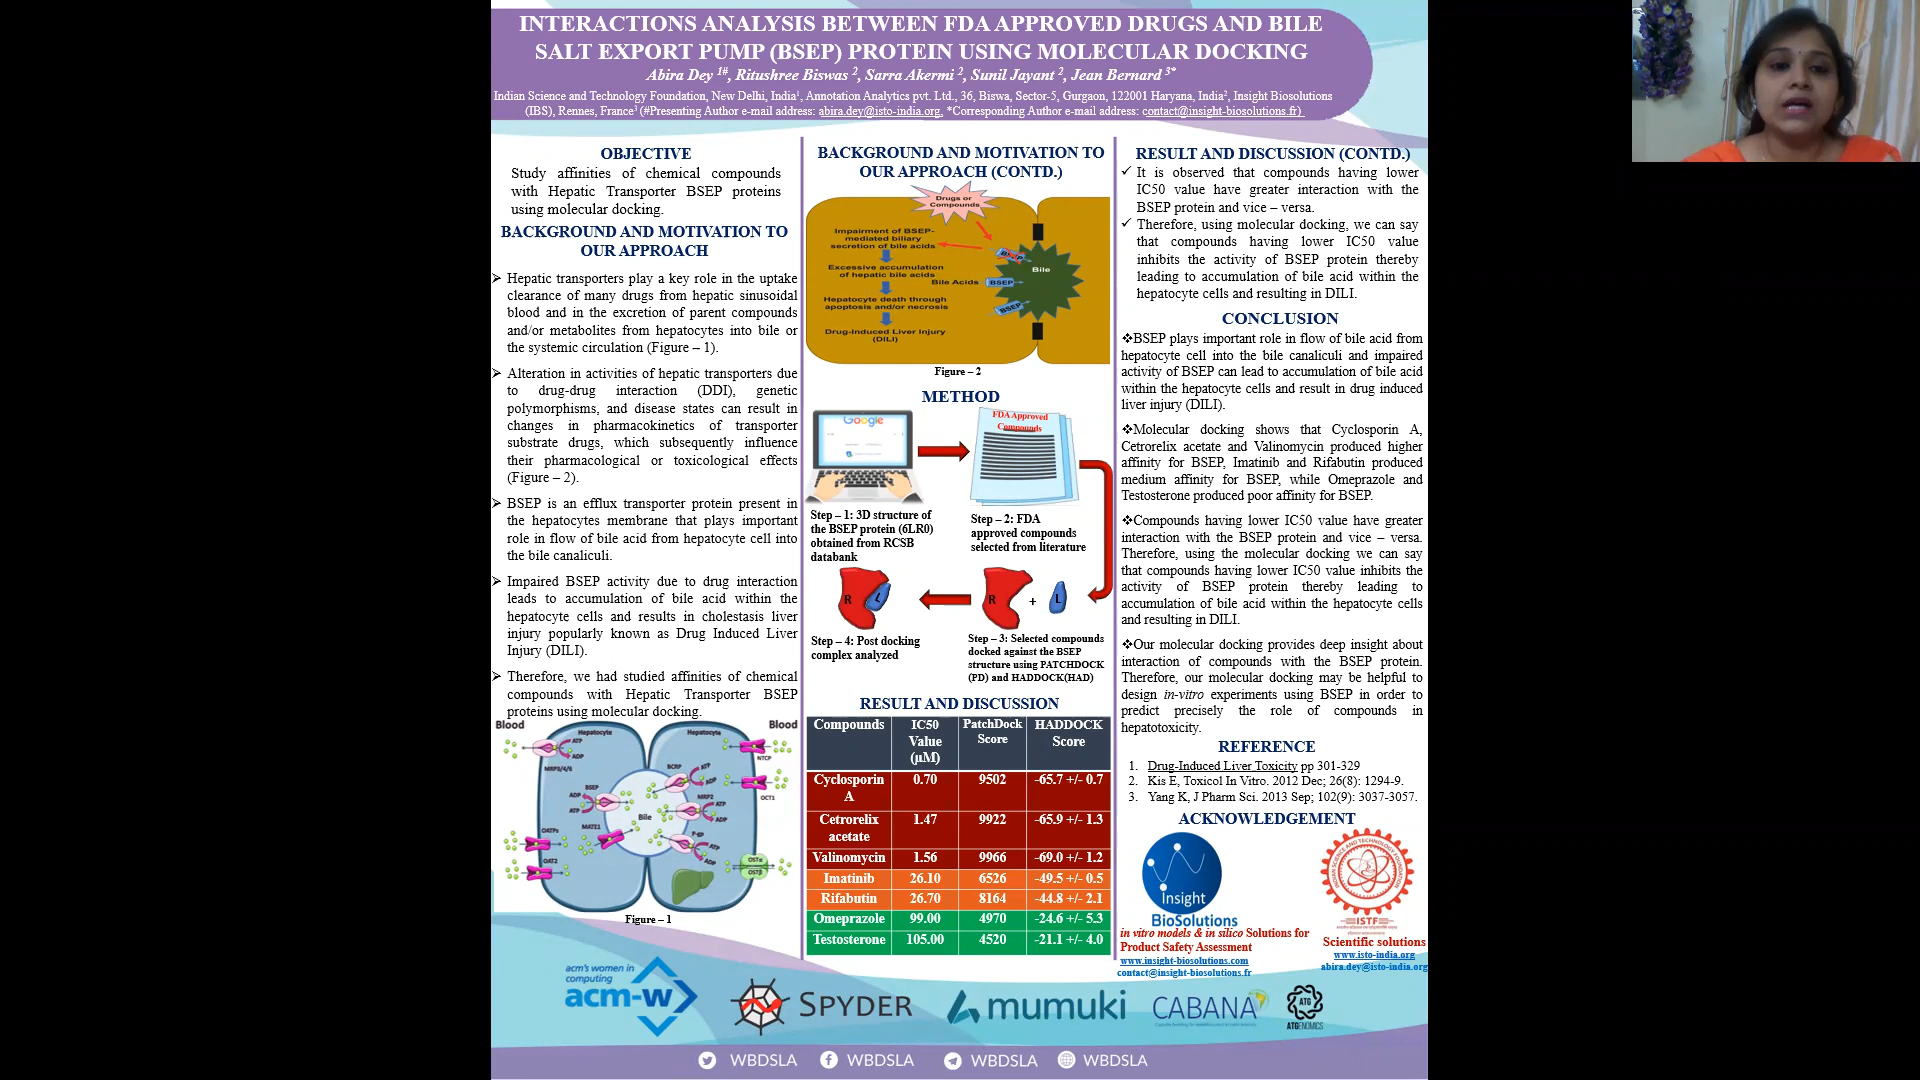 INTERACTIONS ANALYSIS BETWEEN FDA APPROVED DRUGS AND BILE
SALT EXPORT PUMP (BSEP) PROTEIN USING MOLECULAR DOCKING
Abira Dey 1#, Ritushree Biswas 2, Sarra Akermi 2, Sunil Jayant 2, Jean Bernard 3*
Indian Science and Technology Foundation, New Delhi, India1, Annotation Analytics pvt. Ltd., 36, Biswa, Sector-5, Gurgaon, 122001 Haryana, India2, Insight Biosolutions
(IBS), Rennes, France3 (#Presenting Author e-mail address: abira.dey@isto-india.org, *Corresponding Author e-mail address: contact@insight-biosolutions.fr)
OBJECTIVE
Study affinities of chemical compounds
with Hepatic Transporter BSEP proteins
using molecular docking.
BACKGROUND AND MOTIVATION TO
OUR APPROACH
➢ Hepatic transporters play a key role in the uptake
clearance of many drugs from hepatic sinusoidal
blood and in the excretion of parent compounds
and/or metabolites from hepatocytes into bile or
the systemic circulation (Figure – 1).
➢ Alteration in activities of hepatic transporters due
to drug-drug interaction (DDI), genetic
polymorphisms, and disease states can result in
changes in pharmacokinetics of transporter
substrate drugs, which subsequently influence
their pharmacological or toxicological effects
(Figure – 2).
➢ BSEP is an efflux transporter protein present in
the hepatocytes membrane that plays important
role in flow of bile acid from hepatocyte cell into
the bile canaliculi.
➢ Impaired BSEP activity due to drug interaction
leads to accumulation of bile acid within the
hepatocyte cells and results in cholestasis liver
injury popularly known as Drug Induced Liver
Injury (DILI).
➢ Therefore, we had studied affinities of chemical
compounds with Hepatic Transporter BSEP
proteins using molecular docking.
Blood Blood
Hepatocyte Hepatocyte
ATP
ADP
MRP3/4/6
BSEP
ADP
ATP
MATE1
OATPs
OAT2
Bile
BCRP
ATP
ADP
MRP2
ATP
ADP
P-gp
ATP
ADP
NTCP
OCT1
OSTα
OSTβ
Figure – 1
BACKGROUND AND MOTIVATION TO
OUR APPROACH (CONTD.)
Drugs or
Compounds
Impairment of BSEP-
mediated biliary
secretion of bile acids
Excessive accumulation
of hepatic bile acids
Hepatocyte death through
apoptosis and/or necrosis
Drug-Induced Liver Injury
(DILI)
Bile Acids
BSEP
BSEP
BSEP
Bile
Figure – 2
METHOD
Google
FDA Approved
Compounds
Step – 1: 3D structure of
the BSEP protein (6LR0)
obtained from RCSB
databank
Step – 2: FDA
approved compounds
selected from literature
R L
R + L
Step – 4: Post docking
complex analyzed
Step – 3: Selected compounds
docked against the BSEP
structure using PATCHDOCK
(PD) and HADDOCK(HAD)
RESULT AND DISCUSSION
Compounds IC50 Value (µM) PatchDock Score HADDOCK Score
Cyclosporin A 0.70 9502 -65.7 +/- 0.7
Cetrorelix acetate 1.47 9922 -65.9 +/- 1.3
Valinomycin 1.56 9966 -69.0 +/- 1.2
Imatinib 26.10 6526 -49.5 +/- 0.5
Rifabutin 26.70 8164 -44.8 +/- 2.1
Omeprazole 99.00 4970 -24.6 +/- 5.3
Testosterone 105.00 4520 -21.1 +/- 4.0
RESULT AND DISCUSSION (CONTD.)
✓ It is observed that compounds having lower
IC50 value have greater interaction with the
BSEP protein and vice – versa.
✓ Therefore, using molecular docking, we can say
that compounds having lower IC50 value
inhibits the activity of BSEP protein thereby
leading to accumulation of bile acid within the
hepatocyte cells and resulting in DILI.
CONCLUSION
❖BSEP plays important role in flow of bile acid from
hepatocyte cell into the bile canaliculi and impaired
activity of BSEP can lead to accumulation of bile acid
within the hepatocyte cells and result in drug induced
liver injury (DILI).
❖Molecular docking shows that Cyclosporin A,
Cetrorelix acetate and Valinomycin produced higher
affinity for BSEP, Imatinib and Rifabutin produced
medium affinity for BSEP, while Omeprazole and
Testosterone produced poor affinity for BSEP.
❖Compounds having lower IC50 value have greater
interaction with the BSEP protein and vice – versa.
Therefore, using the molecular docking we can say
that compounds having lower IC50 value inhibits the
activity of BSEP protein thereby leading to
accumulation of bile acid within the hepatocyte cells
and resulting in DILI.
❖Our molecular docking provides deep insight about
interaction of compounds with the BSEP protein.
Therefore, our molecular docking may be helpful to
design in-vitro experiments using BSEP in order to
predict precisely the role of compounds in
hepatotoxicity.
REFERENCE
1. Drug-Induced Liver Toxicity pp 301-329
2. Kis E, Toxicol In Vitro. 2012 Dec; 26(8): 1294-9.
3. Yang K, J Pharm Sci. 2013 Sep; 102(9): 3037-3057.
ACKNOWLEDGEMENT
Insight
BioSolutions
in vitro models & in silico Solutions for
Product Safety Assessment
www.insight-biosolutions.com
contact@insight-biosolutions.fr
INDIAN SCIENCE AND TECHNOLOGY FOUNDATION
ISTF
Scientific solutions
www.isto-india.org
abira.dey@isto-india.org
acm's women in
computing
acm-w
SPYDER
mumuki
CABANA
ATG
ATGENOMICS
WBDSLA WBDSLA WBDSLA WBDSLA